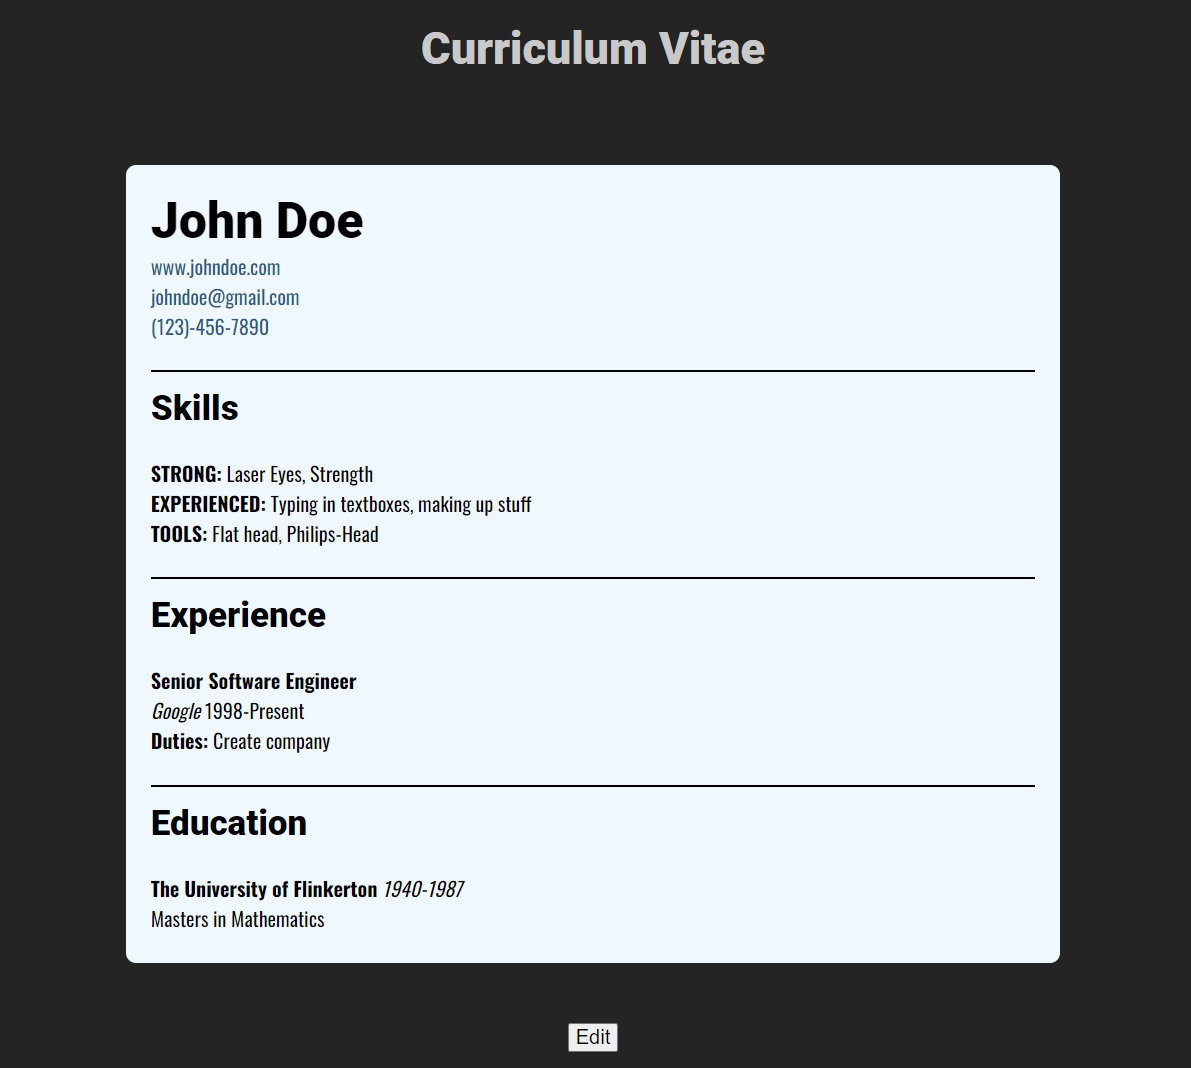 Curriculum Vitae
John Doe
www.johndoe.com
johndoe@gmail.com
(123)-456-7890
Skills
STRONG: Laser Eyes, Strength
EXPERIENCED: Typing in textboxes, making up stuff
TOOLS: Flat head, Philips-Head
Experience
Senior Software Engineer
Google 1998-Present
Duties: Create company
Education
The University of Flinkerton 1940-1987
Masters in Mathematics
Edit